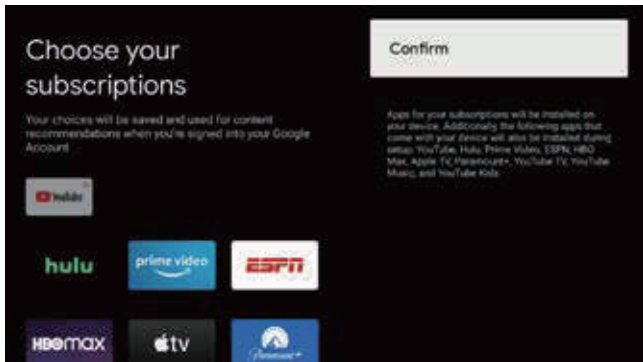 Choose your
subscriptions
Your choices will be saved and used for content
recommendations when you're signed into your Google
Account
YouTube
hulu
prime video
ESPN
HBOmax
tv
Paramount+
Confirm
Apps for your subscriptions will be installed on
your device. Additionally, the following apps that
come with your device will also be installed during
setup: YouTube, Hulu, Prime Video, ESPN, HBO
Max, Apple TV, Paramount+, YouTube TV, YouTube
Music, and YouTube Kids.